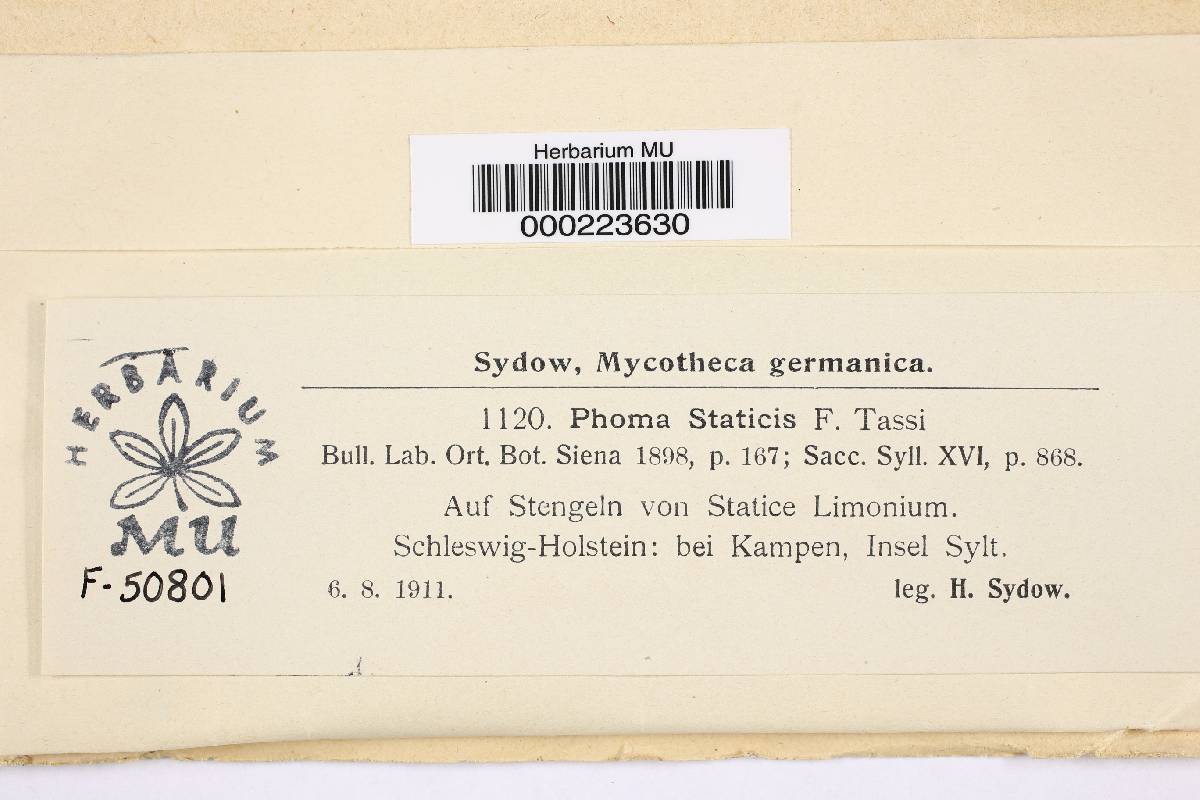 Herbarium MU
000223630
HERBARIUM
MU
F-50801
Sydow, Mycotheca germanica.
1120. Phoma Staticis F. Tassi
Bull. Lab. Ort. Bot. Siena 1898, p. 167; Sacc. Syll. XVI, p. 868.
Auf Stengeln von Statice Limonium.
Schleswig-Holstein: bei Kampen, Insel Sylt.
6. 8. 1911. leg. H. Sydow.